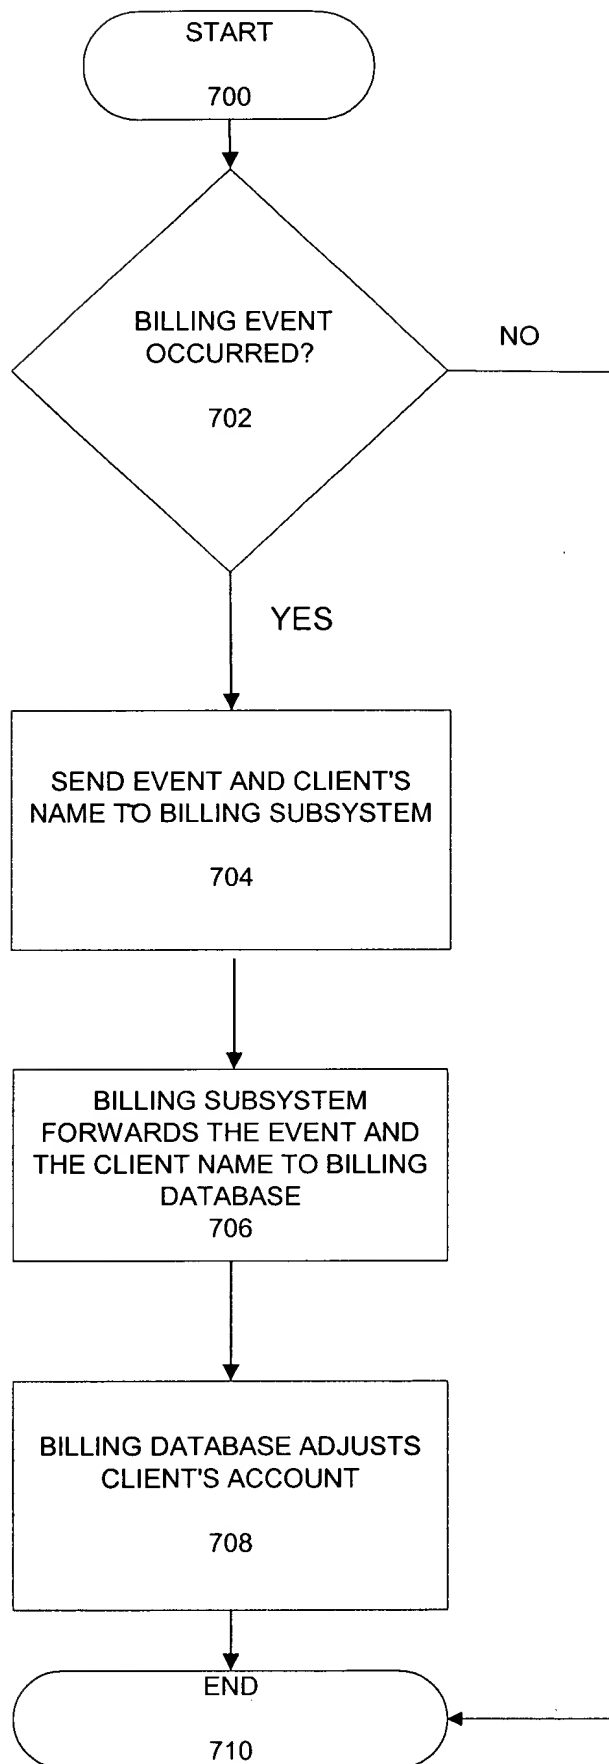 START
700
BILLING EVENT
OCCURRED?
702
NO
YES
SEND EVENT AND CLIENT'S
NAME TO BILLING SUBSYSTEM
704
BILLING SUBSYSTEM
FORWARDS THE EVENT AND
THE CLIENT NAME TO BILLING
DATABASE
706
BILLING DATABASE ADJUSTS
CLIENT'S ACCOUNT
708
END
710